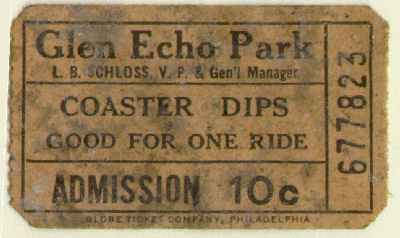 Glen Echo Park
L. B. SCHLOSS, V. P. & Gen'l Manager
COASTER DIPS
GOOD FOR ONE RIDE
ADMISSION 10c
GLOBE TICKET COMPANY, PHILADELPHIA
677823